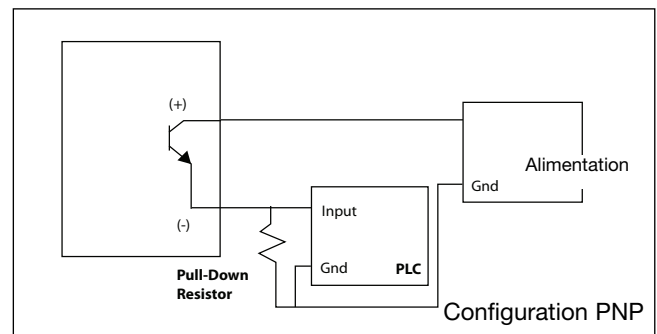 (+)
Alimentation
Gnd
Input
(-)
Gnd
PLC
Pull-Down
Resistor
Configuration PNP